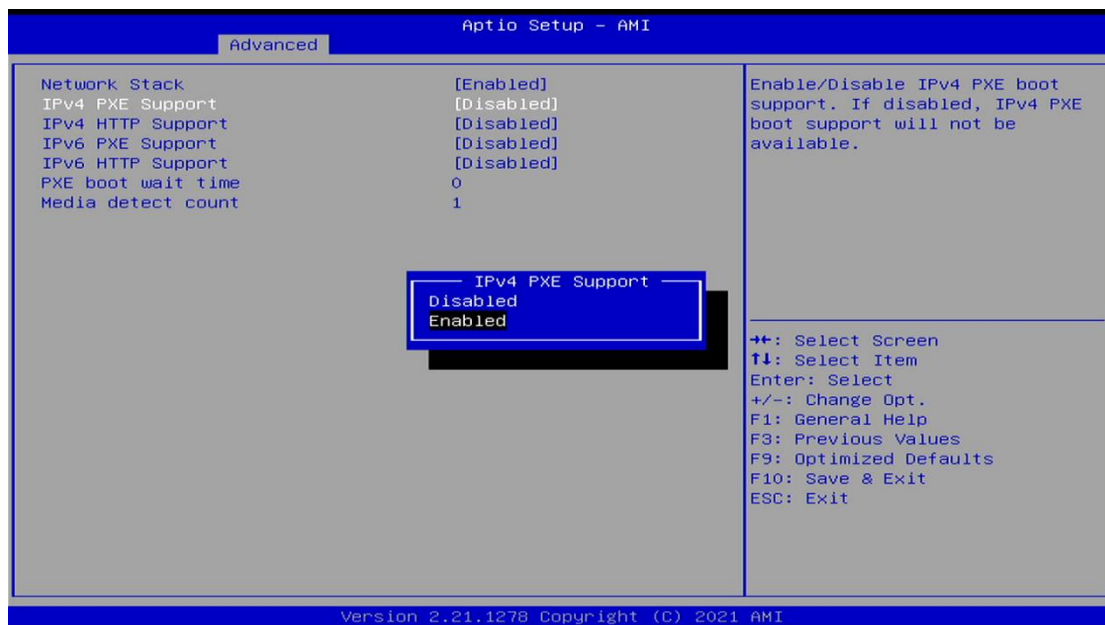 Aptio Setup – AMI
Advanced
Network Stack [Enabled]
IPv4 PXE Support [Disabled]
IPv4 HTTP Support [Disabled]
IPv6 PXE Support [Disabled]
IPv6 HTTP Support [Disabled]
PXE boot wait time 0
Media detect count 1
IPv4 PXE Support
Disabled
Enabled
Enable/Disable IPv4 PXE boot
support. If disabled, IPv4 PXE
boot support will not be
available.
→←: Select Screen
↑↓: Select Item
Enter: Select
+/-: Change Opt.
F1: General Help
F3: Previous Values
F9: Optimized Defaults
F10: Save & Exit
ESC: Exit
Version 2.21.1278 Copyright (C) 2021 AMI